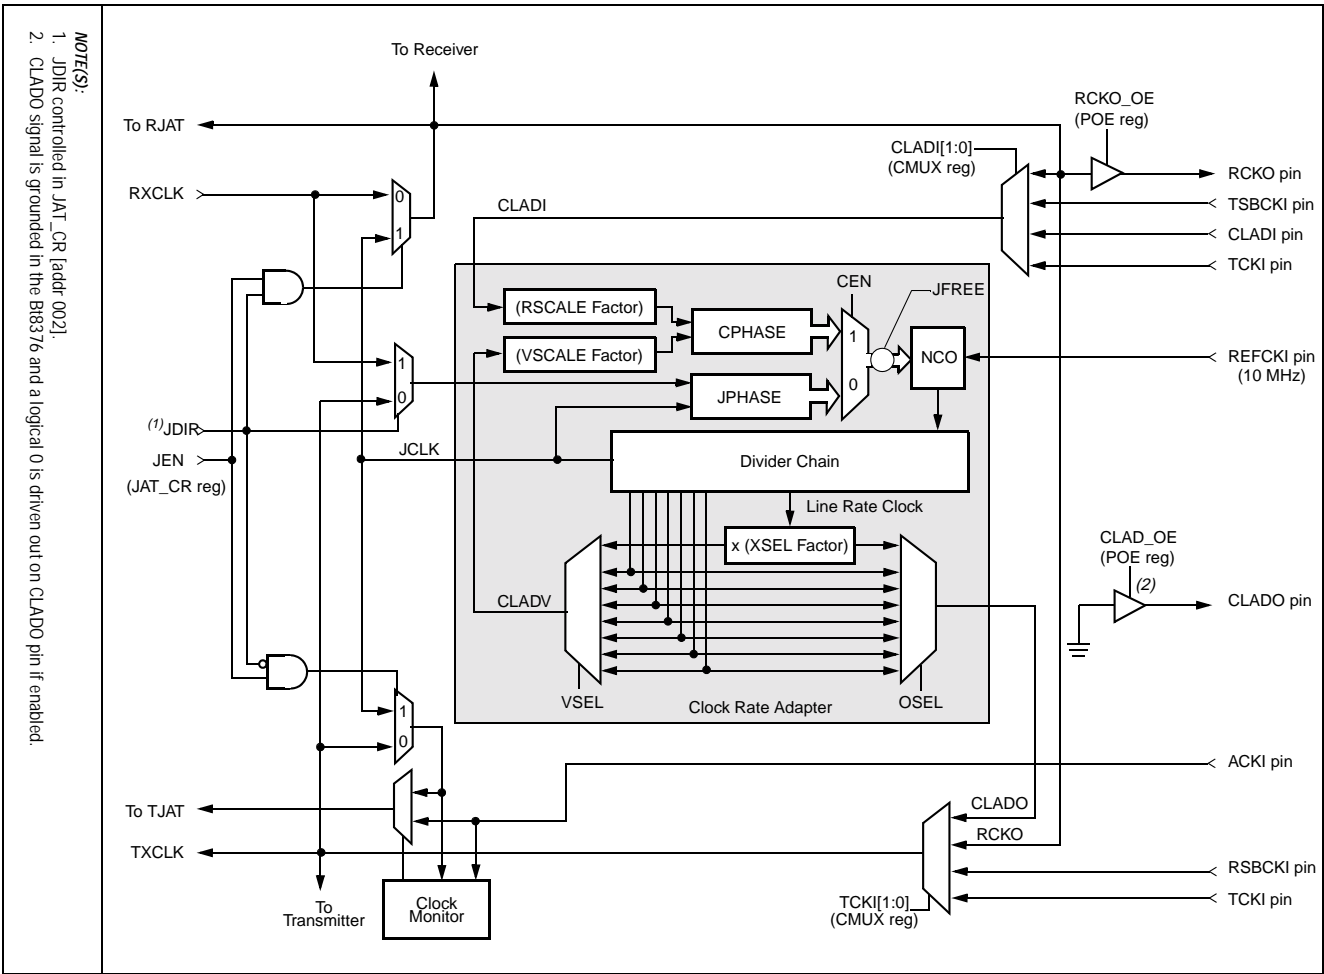 NOTE(S):
1. JDIR controlled in JAT_CR [addr 002].
2. CLADO signal is grounded in the Bt8376 and a logical 0 is driven out on CLADO pin if enabled.
To Receiver
To RJAT
RCKO_OE
(POE reg)
CLADI[1:0]
(CMUX reg)
RCKO pin
RXCLK
0
1
CLADI
TSBCKI pin
CLADI pin
TCKI pin
CEN
JFREE
(RSCALE Factor)
CPHASE
1
(VSCALE Factor)
NCO
REFCKI pin
(10 MHz)
1
0
JPHASE
0
(1)JDIR
JEN
(JAT_CR reg)
JCLK
Divider Chain
Line Rate Clock
x (XSEL Factor)
CLAD_OE
(POE reg)
(2)
CLADO pin
CLADV
VSEL
OSEL
Clock Rate Adapter
1
0
ACKI pin
To TJAT
CLADO
RCKO
TXCLK
RSBCKI pin
TCKI pin
TCKI[1:0]
(CMUX reg)
To
Transmitter
Clock
Monitor